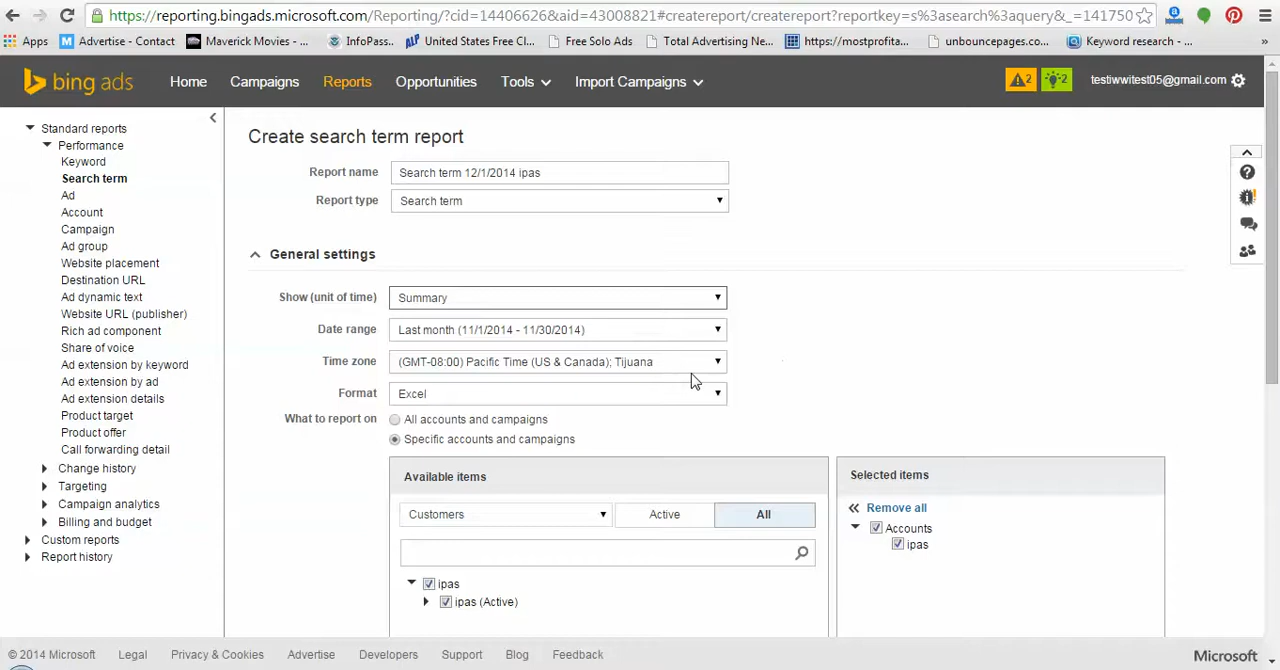 https://reporting.bingads.microsoft.com/Reporting/?cid=14406626&aid=43008821#createreport/createreport?reportkey=s%3asearch%3aquery&_=141750
Apps Advertise - Contact Maverick Movies - ... InfoPass. United States Free Cl... Free Solo Ads Total Advertising Ne... https://mostprofita... unbouncepages.co... Keyword research - ... »
bing ads Home Campaigns Reports Opportunities Tools Import Campaigns 2 2 testiwwitest05@gmail.com
Standard reports
Performance
Keyword
Search term
Ad
Account
Campaign
Ad group
Website placement
Destination URL
Ad dynamic text
Website URL (publisher)
Rich ad component
Share of voice
Ad extension by keyword
Ad extension by ad
Ad extension details
Product target
Product offer
Call forwarding detail
Change history
Targeting
Campaign analytics
Billing and budget
Custom reports
Report history
Create search term report
Report name Search term 12/1/2014 ipas
Report type Search term
General settings
Show (unit of time) Summary
Date range Last month (11/1/2014 - 11/30/2014)
Time zone (GMT-08:00) Pacific Time (US & Canada); Tijuana
Format Excel
What to report on All accounts and campaigns
Specific accounts and campaigns
Available items
Customers Active All
ipas
ipas (Active)
Selected items
Remove all
Accounts
ipas
© 2014 Microsoft Legal Privacy & Cookies Advertise Developers Support Blog Feedback Microsoft